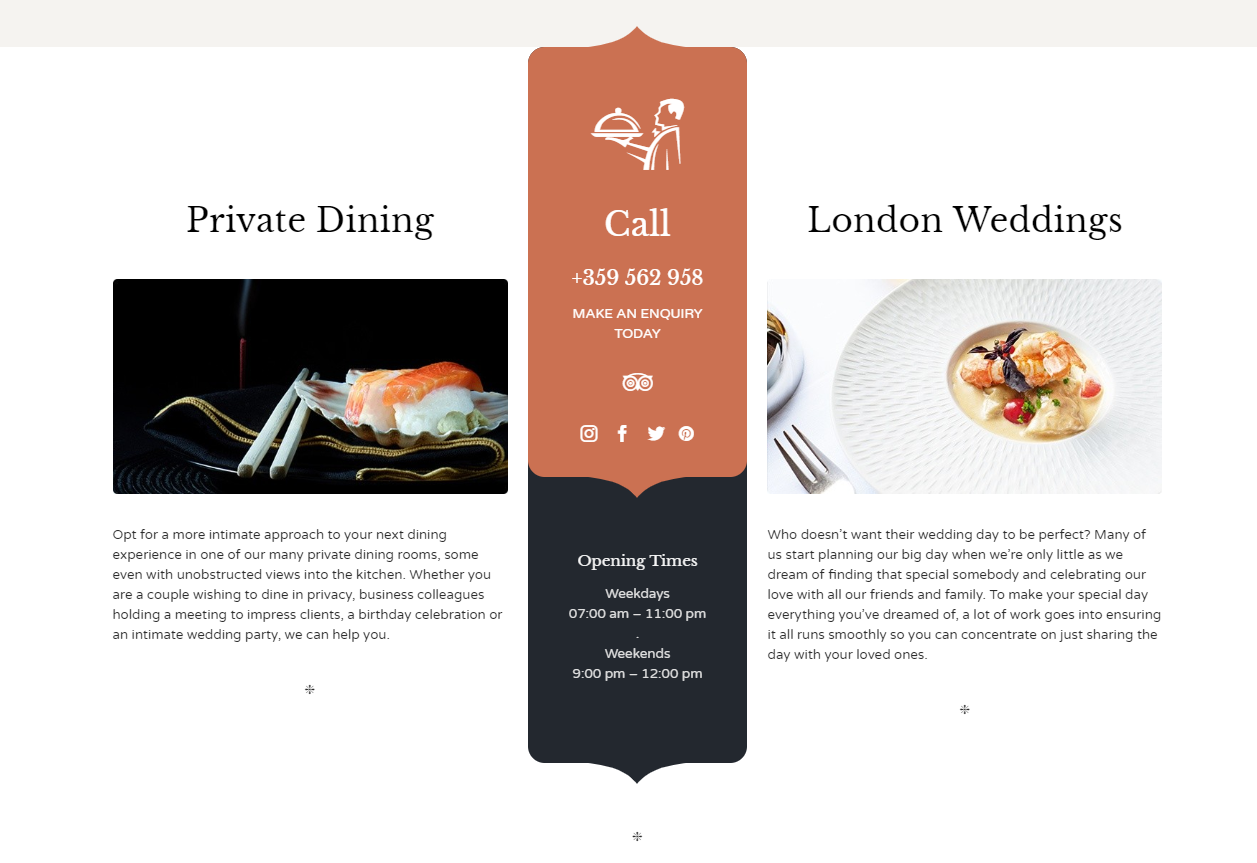 Private Dining
Opt for a more intimate approach to your next dining
experience in one of our many private dining rooms, some
even with unobstructed views into the kitchen. Whether you
are a couple wishing to dine in privacy, business colleagues
holding a meeting to impress clients, a birthday celebration or
an intimate wedding party, we can help you.
Call
+359 562 958
MAKE AN ENQUIRY
TODAY
Opening Times
Weekdays
07:00 am – 11:00 pm
.
Weekends
9:00 pm – 12:00 pm
London Weddings
Who doesn’t want their wedding day to be perfect? Many of
us start planning our big day when we’re only little as we
dream of finding that special somebody and celebrating our
love with all our friends and family. To make your special day
everything you’ve dreamed of, a lot of work goes into ensuring
it all runs smoothly so you can concentrate on just sharing the
day with your loved ones.